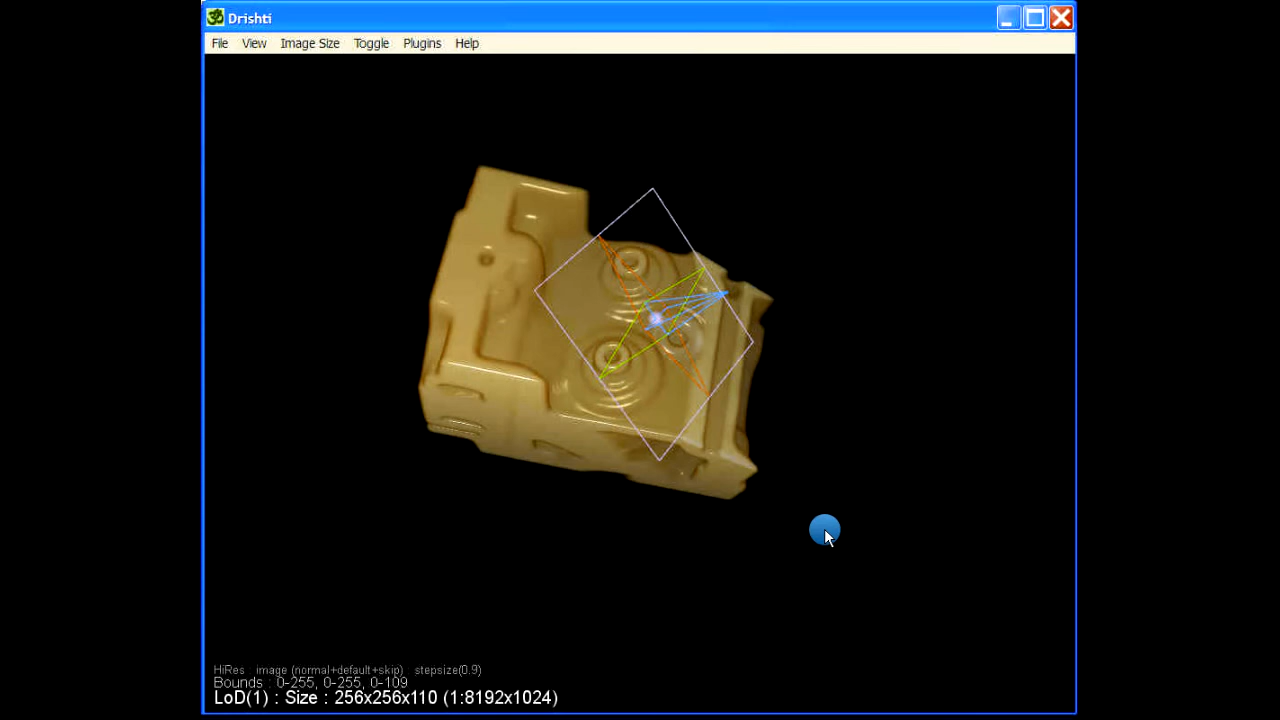 Drishti
File View Image Size Toggle Plugins Help
HiRes : image (normal+default+skip) : stepsize(0.9)
Bounds : 0-255, 0-255, 0-109
LoD(1) : Size : 256x256x110 (1:8192x1024)